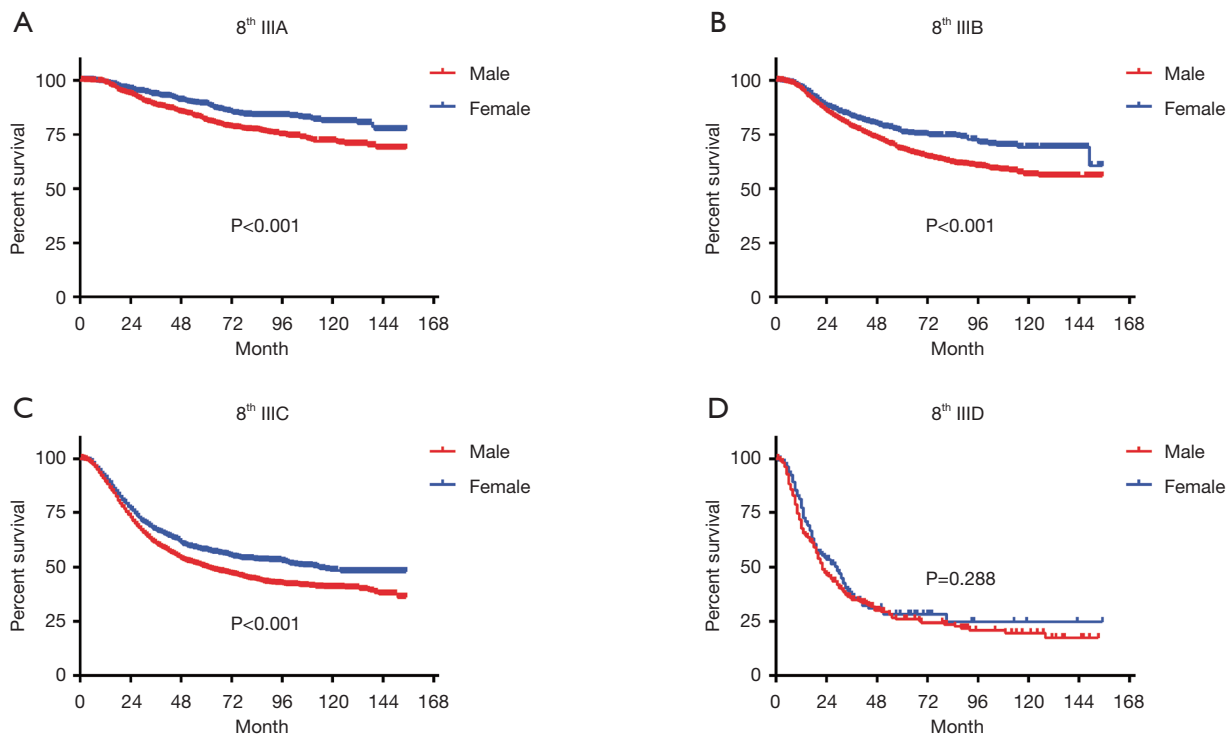 A
8th IIIA
Percent survival
100
75
50
25
0
0 24 48 72 96 120 144 168
Month
Male
Female
P<0.001
B
8th IIIB
Percent survival
100
75
50
25
0
0 24 48 72 96 120 144 168
Month
Male
Female
P<0.001
C
8th IIIC
Percent survival
100
75
50
25
0
0 24 48 72 96 120 144 168
Month
Male
Female
P<0.001
D
8th IIID
Percent survival
100
75
50
25
0
0 24 48 72 96 120 144 168
Month
Male
Female
P=0.288